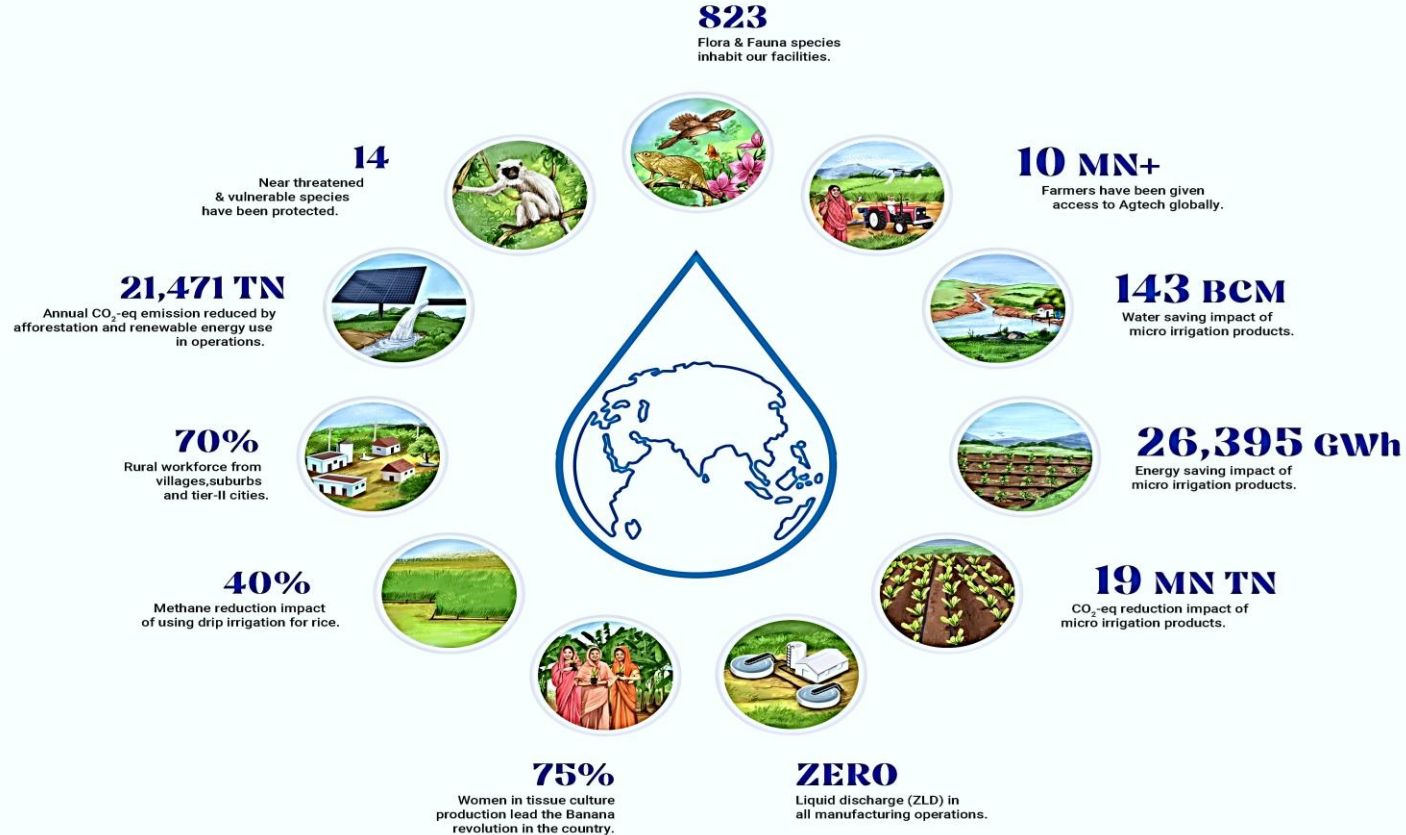 823
Flora & Fauna species
inhabit our facilities.
10 MN+
Farmers have been given
access to Agtech globally.
143 BCM
Water saving impact of
micro irrigation products.
26,395 GWh
Energy saving impact of
micro irrigation products.
19 MN TN
CO₂-eq reduction impact of
micro irrigation products.
ZERO
Liquid discharge (ZLD) in
all manufacturing operations.
75%
Women in tissue culture
production lead the Banana
revolution in the country.
40%
Methane reduction impact
of using drip irrigation for rice.
70%
Rural workforce from
villages,suburbs
and tier-II cities.
21,471 TN
Annual CO₂-eq emission reduced by
afforestation and renewable energy use
in operations.
14
Near threatened
& vulnerable species
have been protected.